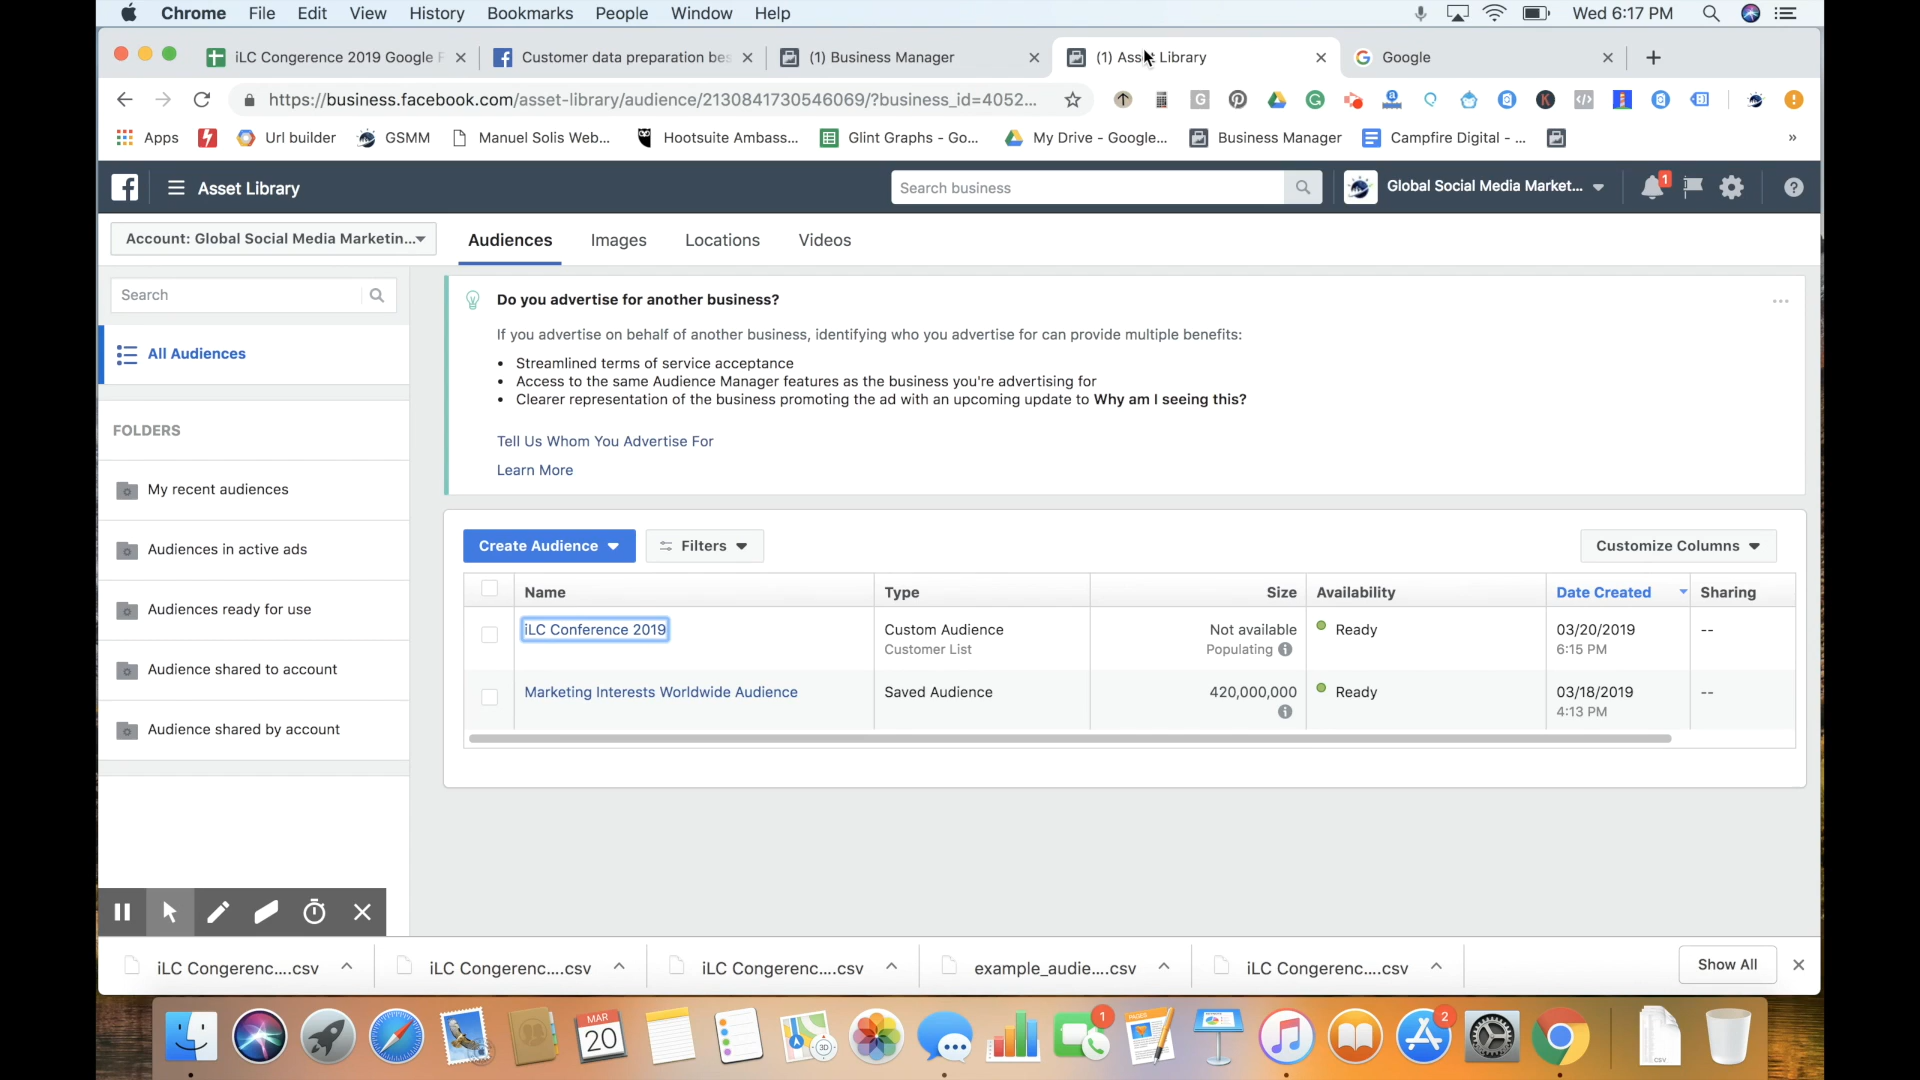 Chrome File Edit View History Bookmarks People Window Help Wed 6:17 PM
iLC Congerence 2019 Google F Customer data preparation bes (1) Business Manager (1) Asset Library Google
https://business.facebook.com/asset-library/audience/2130841730546069/?business_id=4052...
Apps Url builder GSMM Manuel Solis Web... Hootsuite Ambass... Glint Graphs - Go... My Drive - Google... Business Manager Campfire Digital - ... »
Asset Library Search business Global Social Media Market... 1
Account: Global Social Media Marketin... Audiences Images Locations Videos
Search
All Audiences
FOLDERS
My recent audiences
Audiences in active ads
Audiences ready for use
Audience shared to account
Audience shared by account
Do you advertise for another business?
If you advertise on behalf of another business, identifying who you advertise for can provide multiple benefits:
• Streamlined terms of service acceptance
• Access to the same Audience Manager features as the business you're advertising for
• Clearer representation of the business promoting the ad with an upcoming update to Why am I seeing this?
Tell Us Whom You Advertise For
Learn More
Create Audience Filters Customize Columns
Name Type Size Availability Date Created Sharing
iLC Conference 2019 Custom Audience Not available Ready 03/20/2019 --
Customer List Populating 6:15 PM
Marketing Interests Worldwide Audience Saved Audience 420,000,000 Ready 03/18/2019 --
4:13 PM
iLC Congerenc....csv iLC Congerenc....csv iLC Congerenc....csv example_audie....csv iLC Congerenc....csv Show All
MAR
20
3D
1
PAGES
2
CSV